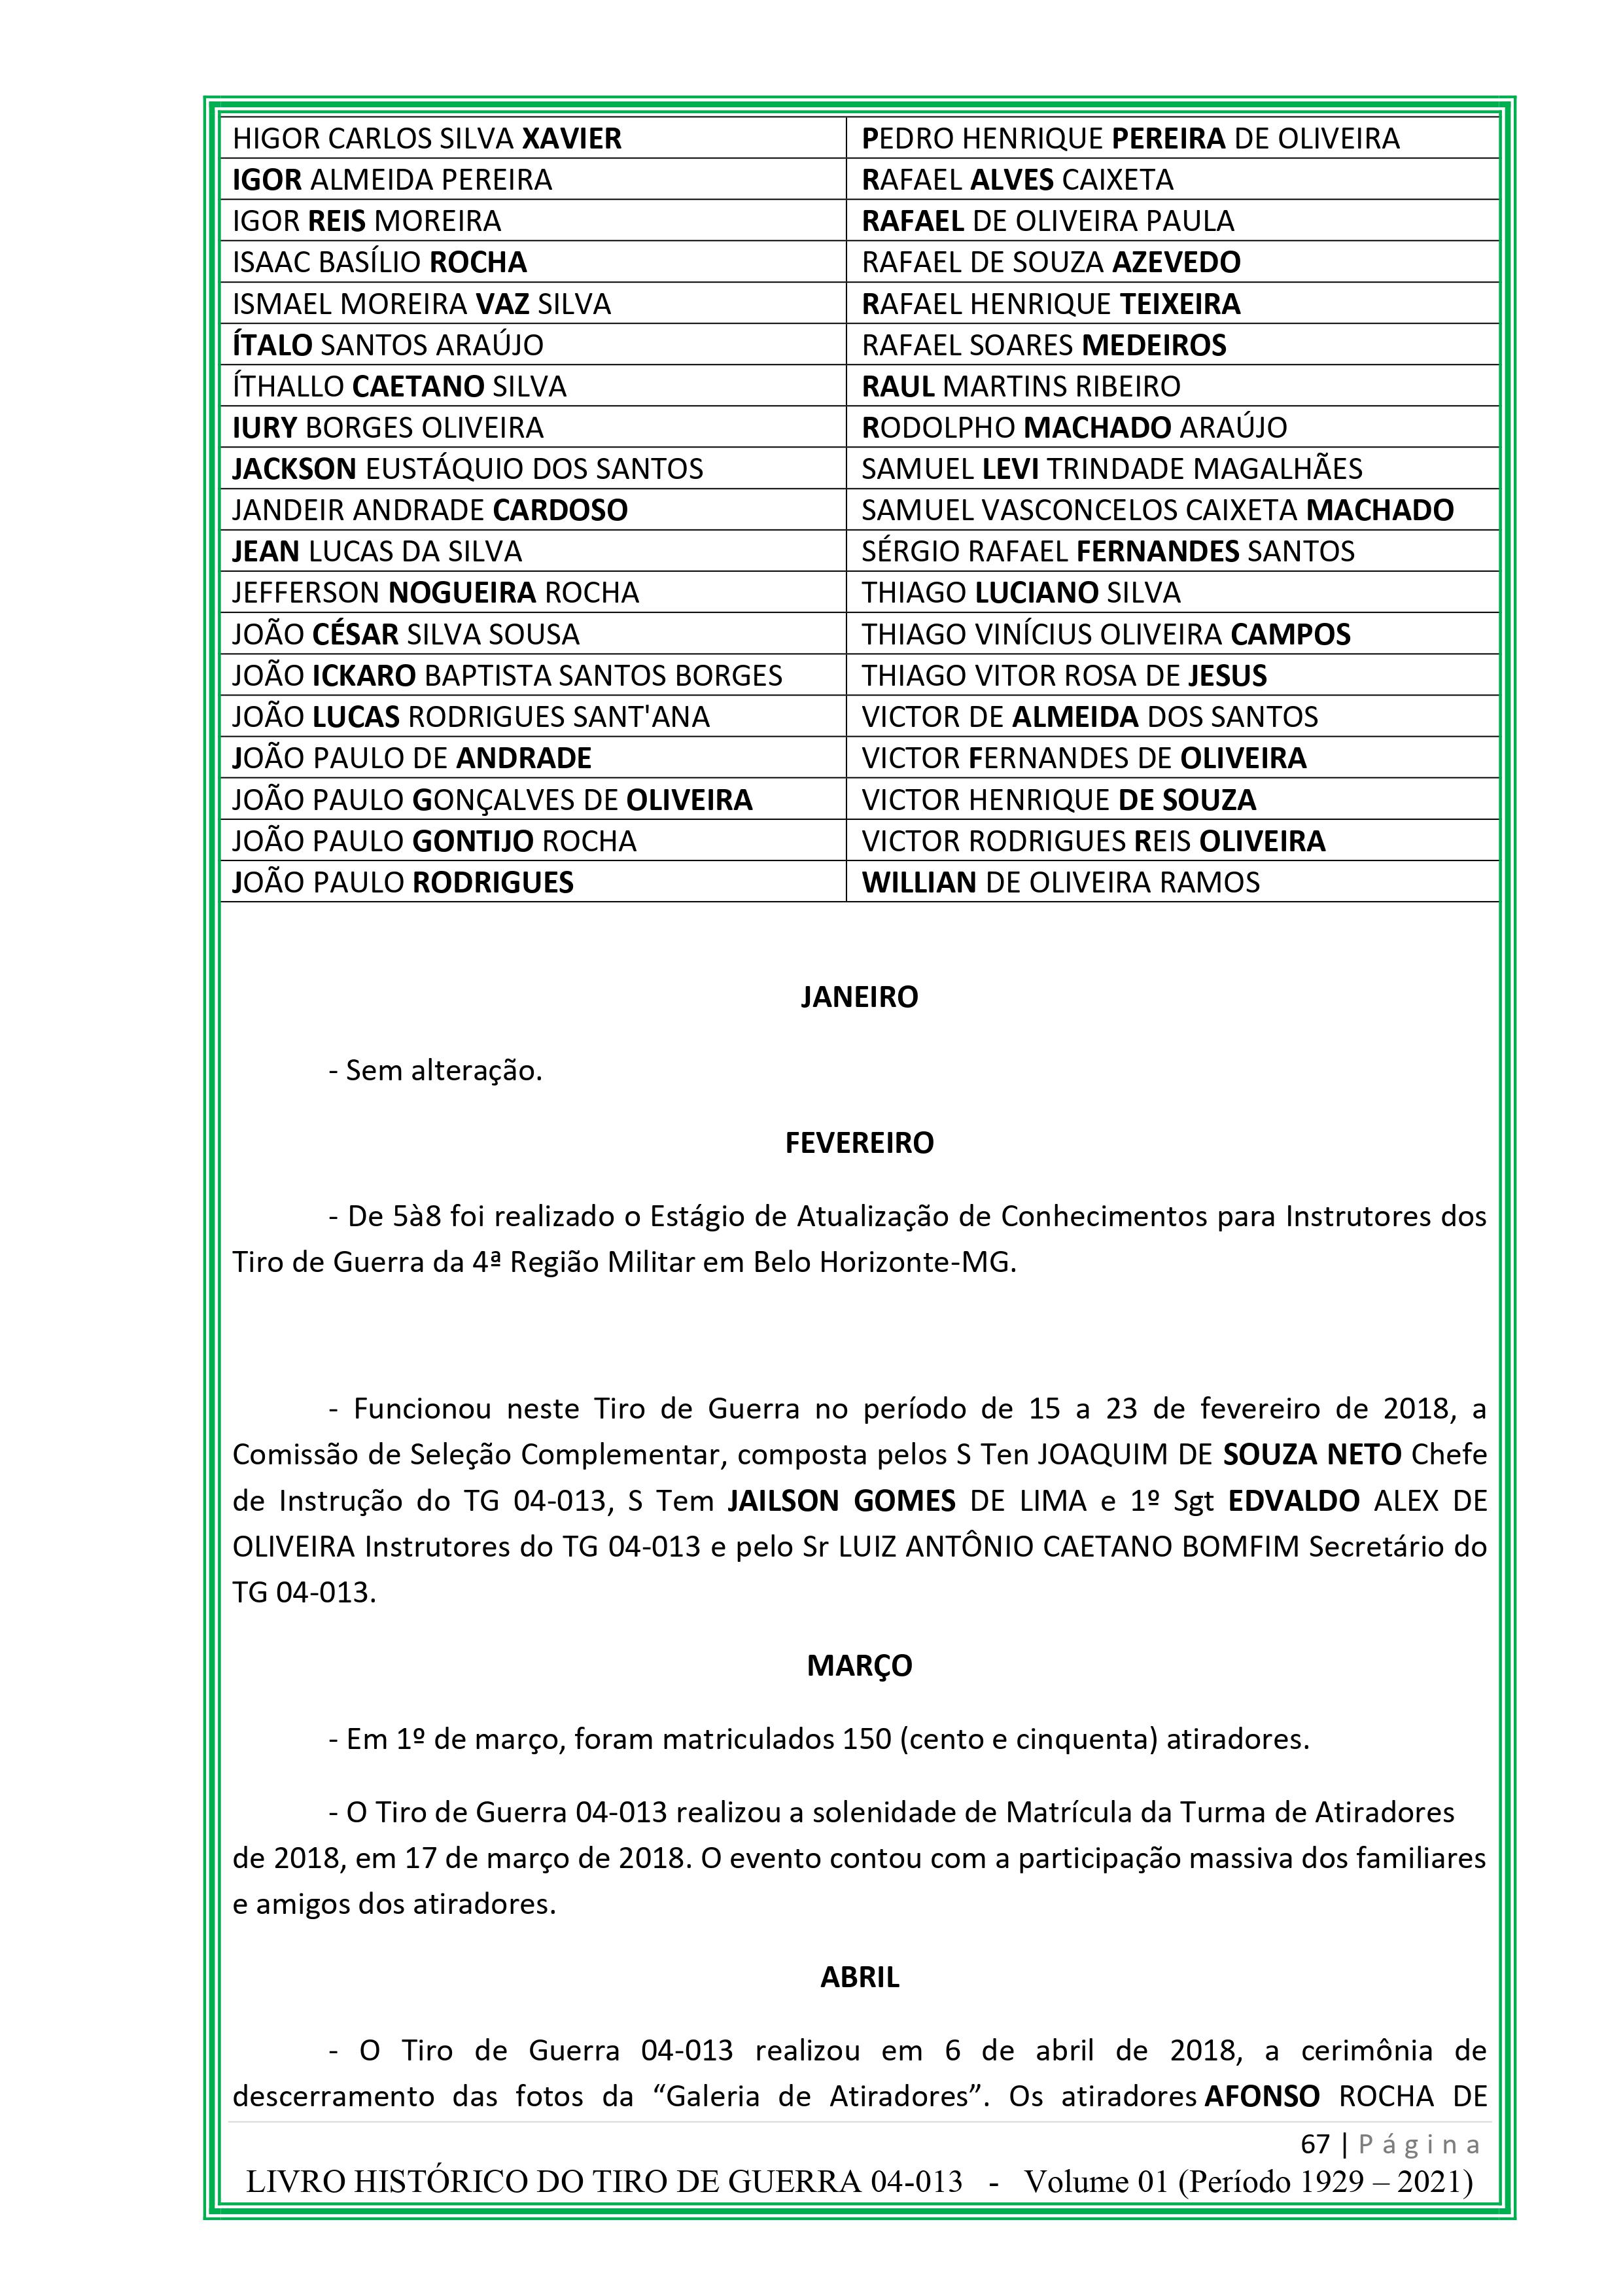 HIGOR CARLOS SILVA XAVIER PEDRO HENRIQUE PEREIRA DE OLIVEIRA
IGOR ALMEIDA PEREIRA RAFAEL ALVES CAIXETA
IGOR REIS MOREIRA RAFAEL DE OLIVEIRA PAULA
ISAAC BASÍLIO ROCHA RAFAEL DE SOUZA AZEVEDO
ISMAEL MOREIRA VAZ SILVA RAFAEL HENRIQUE TEIXEIRA
ÍTALO SANTOS ARAÚJO RAFAEL SOARES MEDEIROS
ÍTHALLO CAETANO SILVA RAUL MARTINS RIBEIRO
IURY BORGES OLIVEIRA RODOLPHO MACHADO ARAÚJO
JACKSON EUSTÁQUIO DOS SANTOS SAMUEL LEVI TRINDADE MAGALHÃES
JANDEIR ANDRADE CARDOSO SAMUEL VASCONCELOS CAIXETA MACHADO
JEAN LUCAS DA SILVA SÉRGIO RAFAEL FERNANDES SANTOS
JEFFERSON NOGUEIRA ROCHA THIAGO LUCIANO SILVA
JOÃO CÉSAR SILVA SOUSA THIAGO VINÍCIUS OLIVEIRA CAMPOS
JOÃO ICKARO BAPTISTA SANTOS BORGES THIAGO VITOR ROSA DE JESUS
JOÃO LUCAS RODRIGUES SANT'ANA VICTOR DE ALMEIDA DOS SANTOS
JOÃO PAULO DE ANDRADE VICTOR FERNANDES DE OLIVEIRA
JOÃO PAULO GONÇALVES DE OLIVEIRA VICTOR HENRIQUE DE SOUZA
JOÃO PAULO GONTIJO ROCHA VICTOR RODRIGUES REIS OLIVEIRA
JOÃO PAULO RODRIGUES WILLIAN DE OLIVEIRA RAMOS
JANEIRO
- Sem alteração.
FEVEREIRO
- De 5à8 foi realizado o Estágio de Atualização de Conhecimentos para Instrutores dos
Tiro de Guerra da 4ª Região Militar em Belo Horizonte-MG.
- Funcionou neste Tiro de Guerra no período de 15 a 23 de fevereiro de 2018, a
Comissão de Seleção Complementar, composta pelos S Ten JOAQUIM DE SOUZA NETO Chefe
de Instrução do TG 04-013, S Tem JAILSON GOMES DE LIMA e 1º Sgt EDVALDO ALEX DE
OLIVEIRA Instrutores do TG 04-013 e pelo Sr LUIZ ANTÔNIO CAETANO BOMFIM Secretário do
TG 04-013.
MARÇO
- Em 1º de março, foram matriculados 150 (cento e cinquenta) atiradores.
- O Tiro de Guerra 04-013 realizou a solenidade de Matrícula da Turma de Atiradores
de 2018, em 17 de março de 2018. O evento contou com a participação massiva dos familiares
e amigos dos atiradores.
ABRIL
- O Tiro de Guerra 04-013 realizou em 6 de abril de 2018, a cerimônia de
descerramento das fotos da “Galeria de Atiradores”. Os atiradores AFONSO ROCHA DE
67 | Página
LIVRO HISTÓRICO DO TIRO DE GUERRA 04-013 - Volume 01 (Período 1929 – 2021)